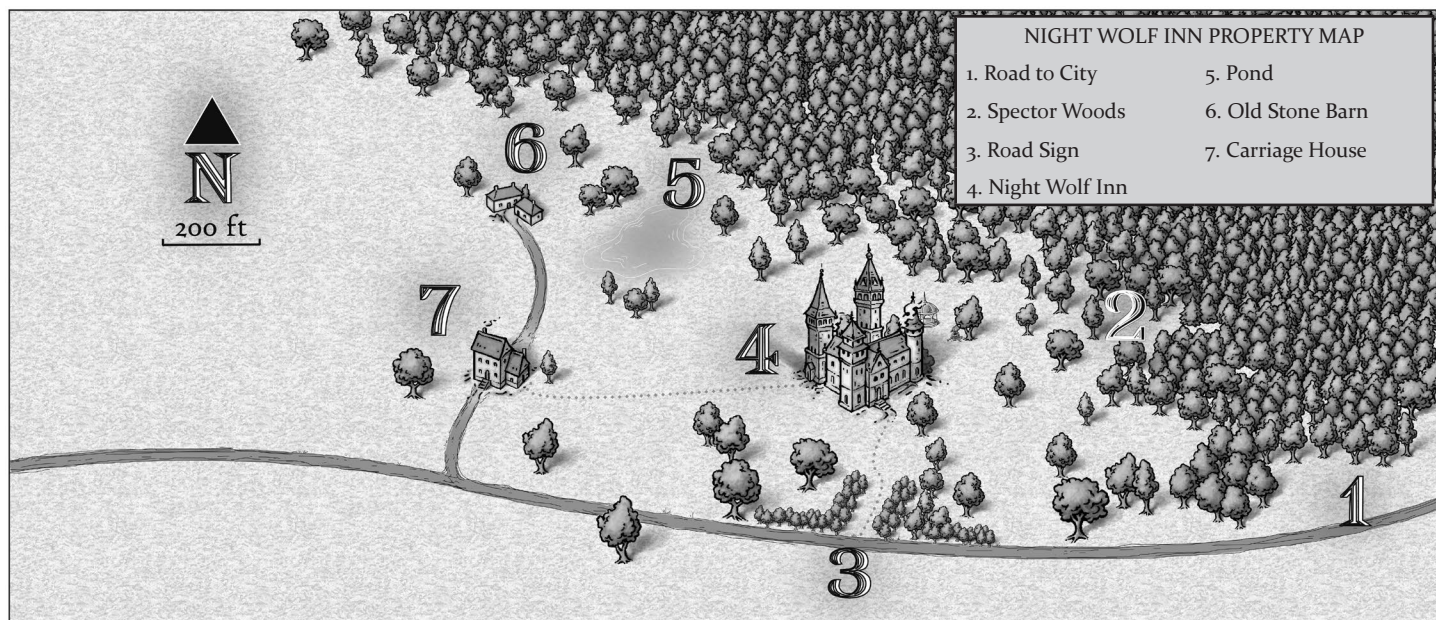 NIGHT WOLF INN PROPERTY MAP
1. Road to City
5. Pond
2. Spector Woods
6. Old Stone Barn
3. Road Sign
7. Carriage House
4. Night Wolf Inn
N
200 ft
6
5
7
4
2
1
3